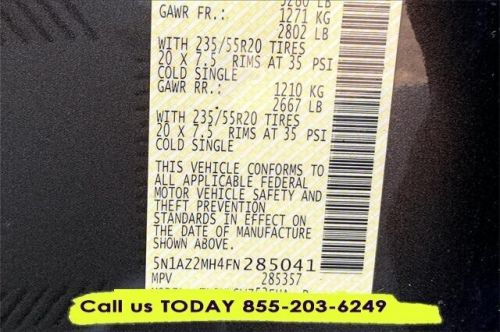 GAWR FR.: 1271 KG
2802 LB
WITH 235/55R20 TIRES
20 X 7.5 RIMS AT 35 PSI
COLD SINGLE
GAWR RR.: 1210 KG
2667 LB
WITH 235/55R20 TIRES
20 X 7.5 RIMS AT 35 PSI
COLD SINGLE
THIS VEHICLE CONFORMS TO
ALL APPLICABLE FEDERAL
MOTOR VEHICLE SAFETY AND
THEFT PREVENTION
STANDARDS IN EFFECT ON
THE DATE OF MANUFACTURE
SHOWN ABOVE.
5N1AZ2MH4FN285041
MPV 285357
Call us TODAY 855-203-6249